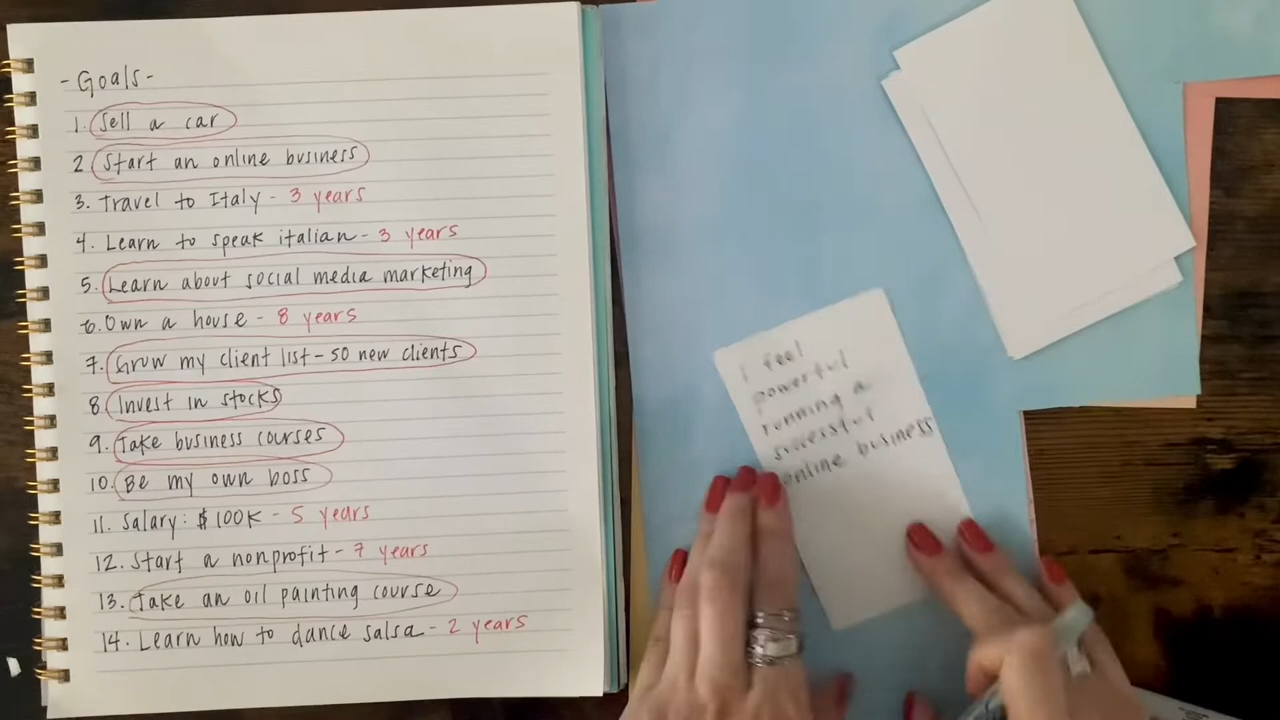 -Goals-
1. Sell a car
2 Start an online business
3. Travel to Italy - 3 years
4. Learn to speak italian - 3 years
5. Learn about social media marketing
6. Own a house - 8 years
7. Grow my client list - 50 new clients
8 Invest in stocks
9. Take business courses
10. Be my own boss
11. Salary: $100K - 5 years
12. Start a nonprofit - 7 years
13. Take an oil painting course
14. Learn how to dance salsa - 2 years
I feel
powerful
running a
successful
online business